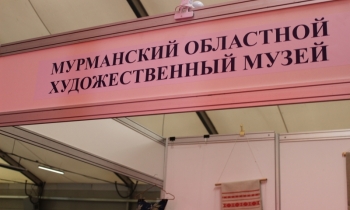 МУРМАНСКИЙ ОБЛАСТНОЙ
ХУДОЖЕСТВЕННЫЙ МУЗЕЙ